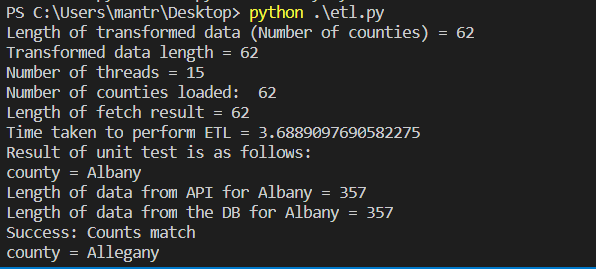 PS C:\Users\mantr\Desktop> python .\etl.py
Length of transformed data (Number of counties) = 62
Transformed data length = 62
Number of threads = 15
Number of counties loaded:  62
Length of fetch result = 62
Time taken to perform ETL = 3.6889097690582275
Result of unit test is as follows:
county = Albany
Length of data from API for Albany = 357
Length of data from the DB for Albany = 357
Success: Counts match
county = Allegany